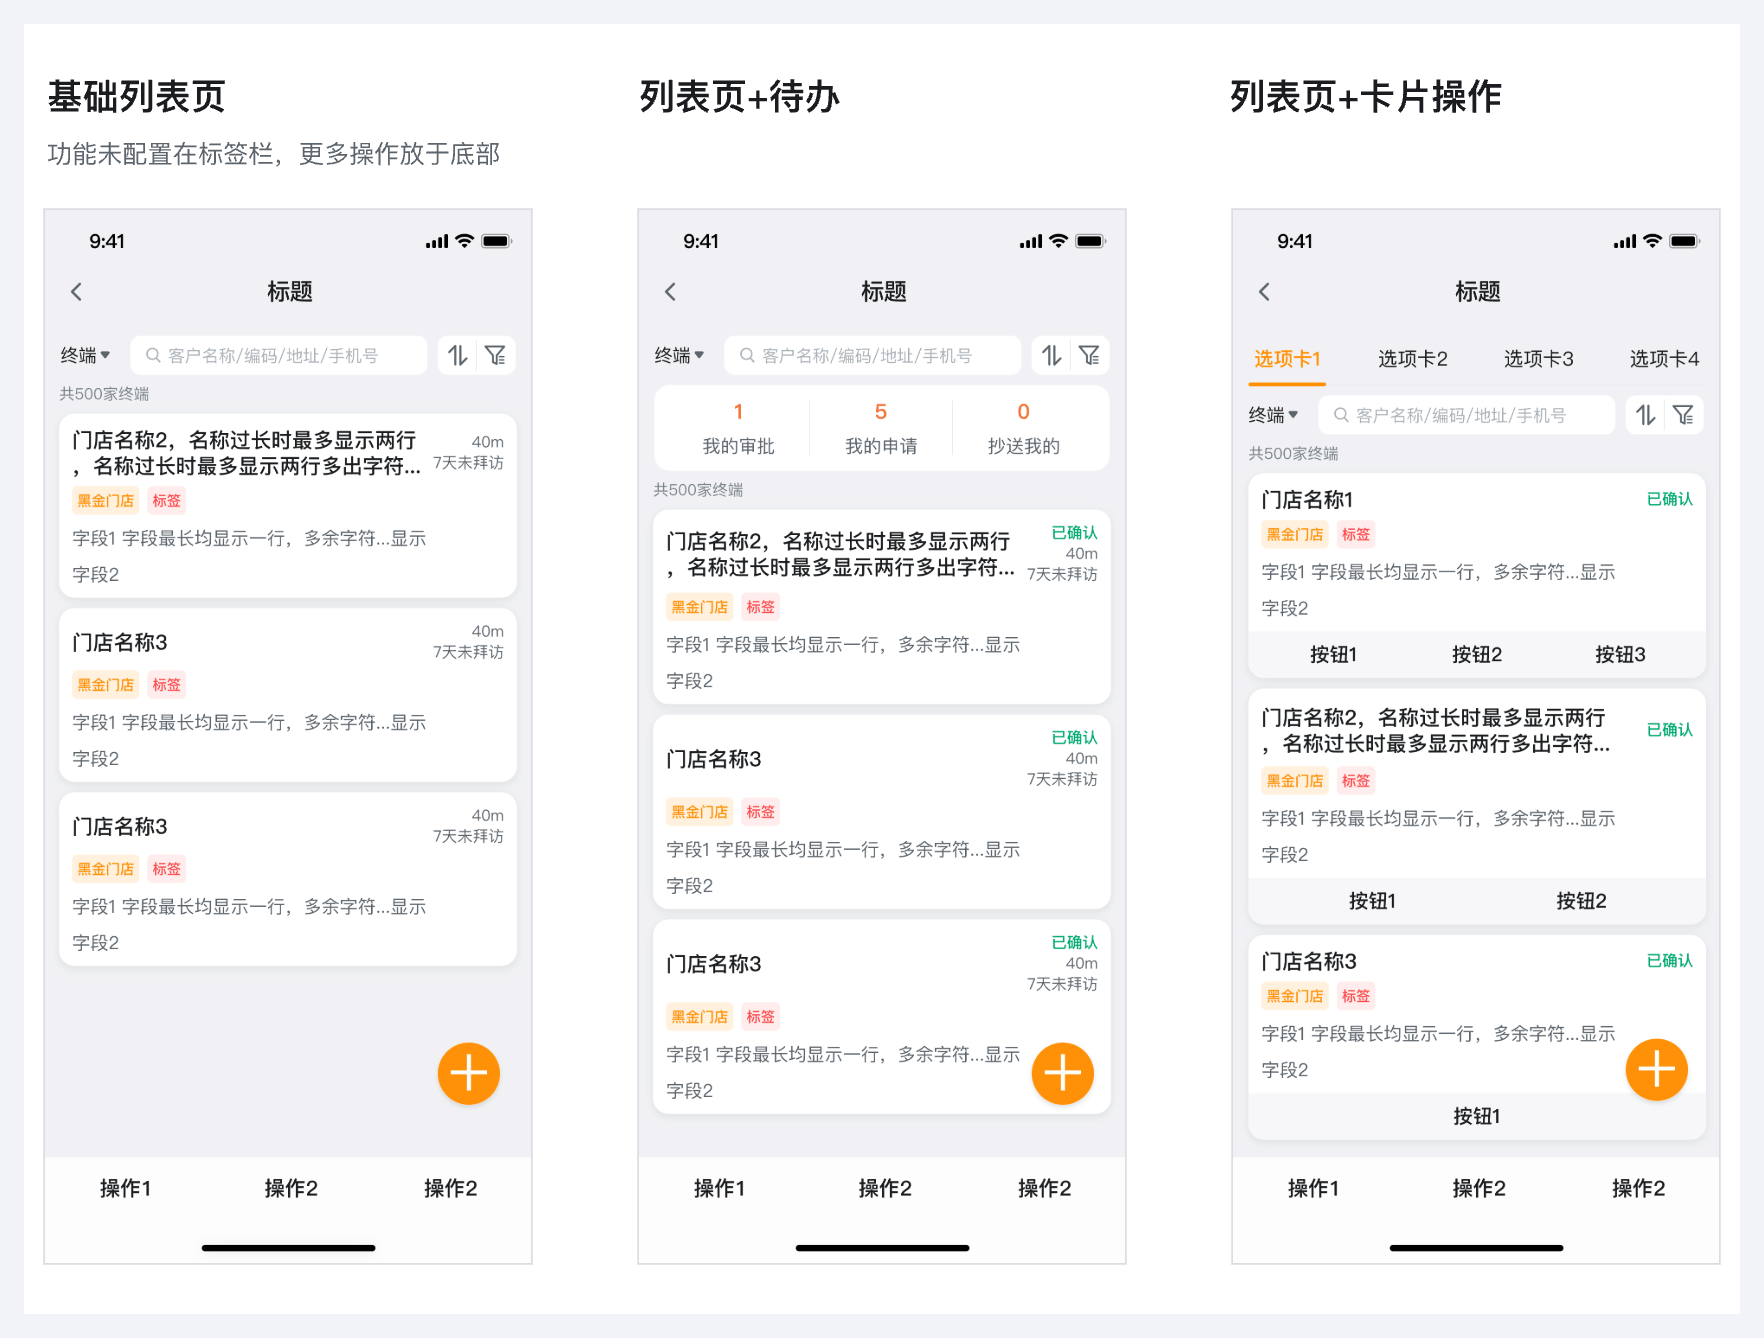 基础列表页
功能未配置在标签栏，更多操作放于底部
9:41
标题
终端
客户名称/编码/地址/手机号
共500家终端
门店名称2，名称过长时最多显示两行
，名称过长时最多显示两行多出字符...
40m
7天未拜访
黑金门店 标签
字段1 字段最长均显示一行，多余字符...显示
字段2
门店名称3
40m
7天未拜访
黑金门店 标签
字段1 字段最长均显示一行，多余字符...显示
字段2
门店名称3
40m
7天未拜访
黑金门店 标签
字段1 字段最长均显示一行，多余字符...显示
字段2
操作1 操作2 操作2
列表页+待办
9:41
标题
终端
客户名称/编码/地址/手机号
1 5 0
我的审批 我的申请 抄送我的
共500家终端
门店名称2，名称过长时最多显示两行
，名称过长时最多显示两行多出字符...
已确认
40m
7天未拜访
黑金门店 标签
字段1 字段最长均显示一行，多余字符...显示
字段2
门店名称3
已确认
40m
7天未拜访
黑金门店 标签
字段1 字段最长均显示一行，多余字符...显示
字段2
门店名称3
已确认
40m
7天未拜访
黑金门店 标签
字段1 字段最长均显示一行，多余字符...显示
字段2
操作1 操作2 操作2
列表页+卡片操作
9:41
标题
选项卡1 选项卡2 选项卡3 选项卡4
终端
客户名称/编码/地址/手机号
共500家终端
门店名称1 已确认
黑金门店 标签
字段1 字段最长均显示一行，多余字符...显示
字段2
按钮1 按钮2 按钮3
门店名称2，名称过长时最多显示两行
，名称过长时最多显示两行多出字符...
已确认
黑金门店 标签
字段1 字段最长均显示一行，多余字符...显示
字段2
按钮1 按钮2
门店名称3 已确认
黑金门店 标签
字段1 字段最长均显示一行，多余字符...显示
字段2
按钮1
操作1 操作2 操作2